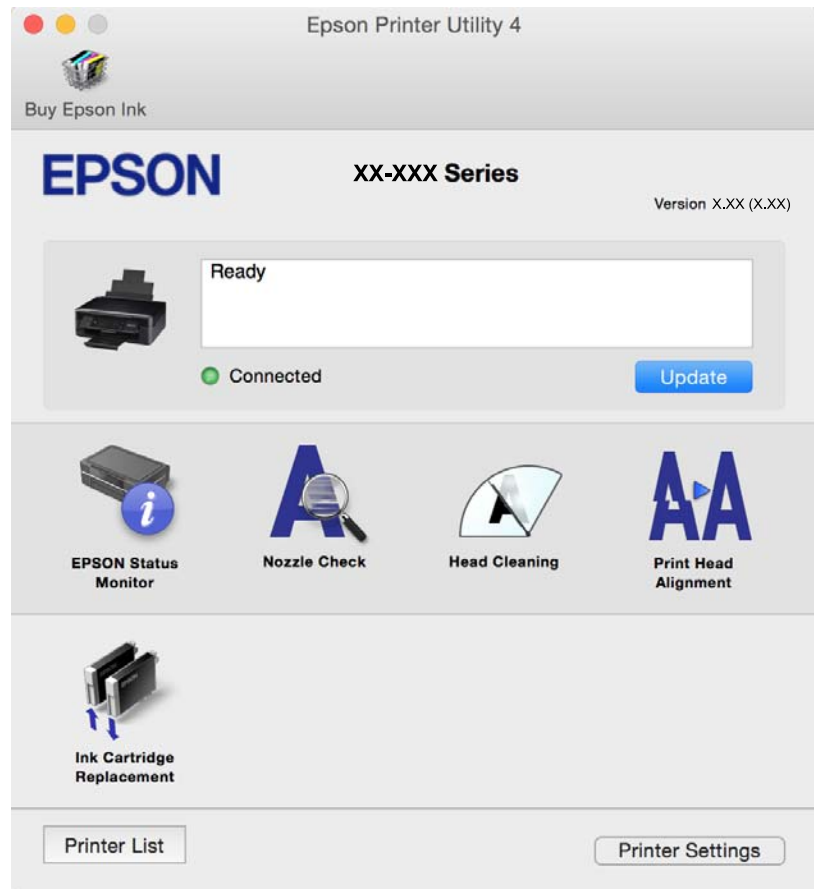 Epson Printer Utility 4
Buy Epson Ink
EPSON
XX-XXX Series
Version X.XX (X.XX)
Ready
Connected
Update
EPSON Status
Monitor
Nozzle Check
Head Cleaning
Print Head
Alignment
Ink Cartridge
Replacement
Printer List
Printer Settings